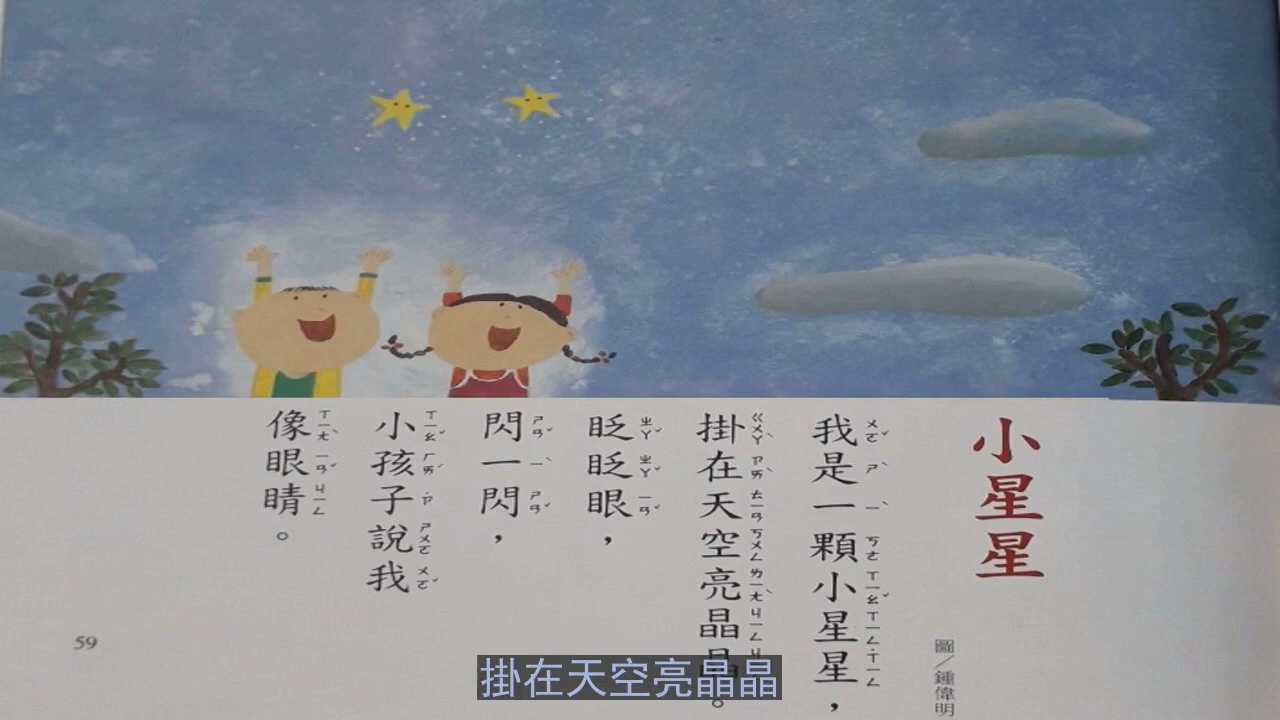 小星星
圖／鍾偉明
我是一顆小星星，
掛在天空亮晶晶。
眨眨眼，
閃一閃，
小孩子說我
像眼睛。
59
掛在天空亮晶晶